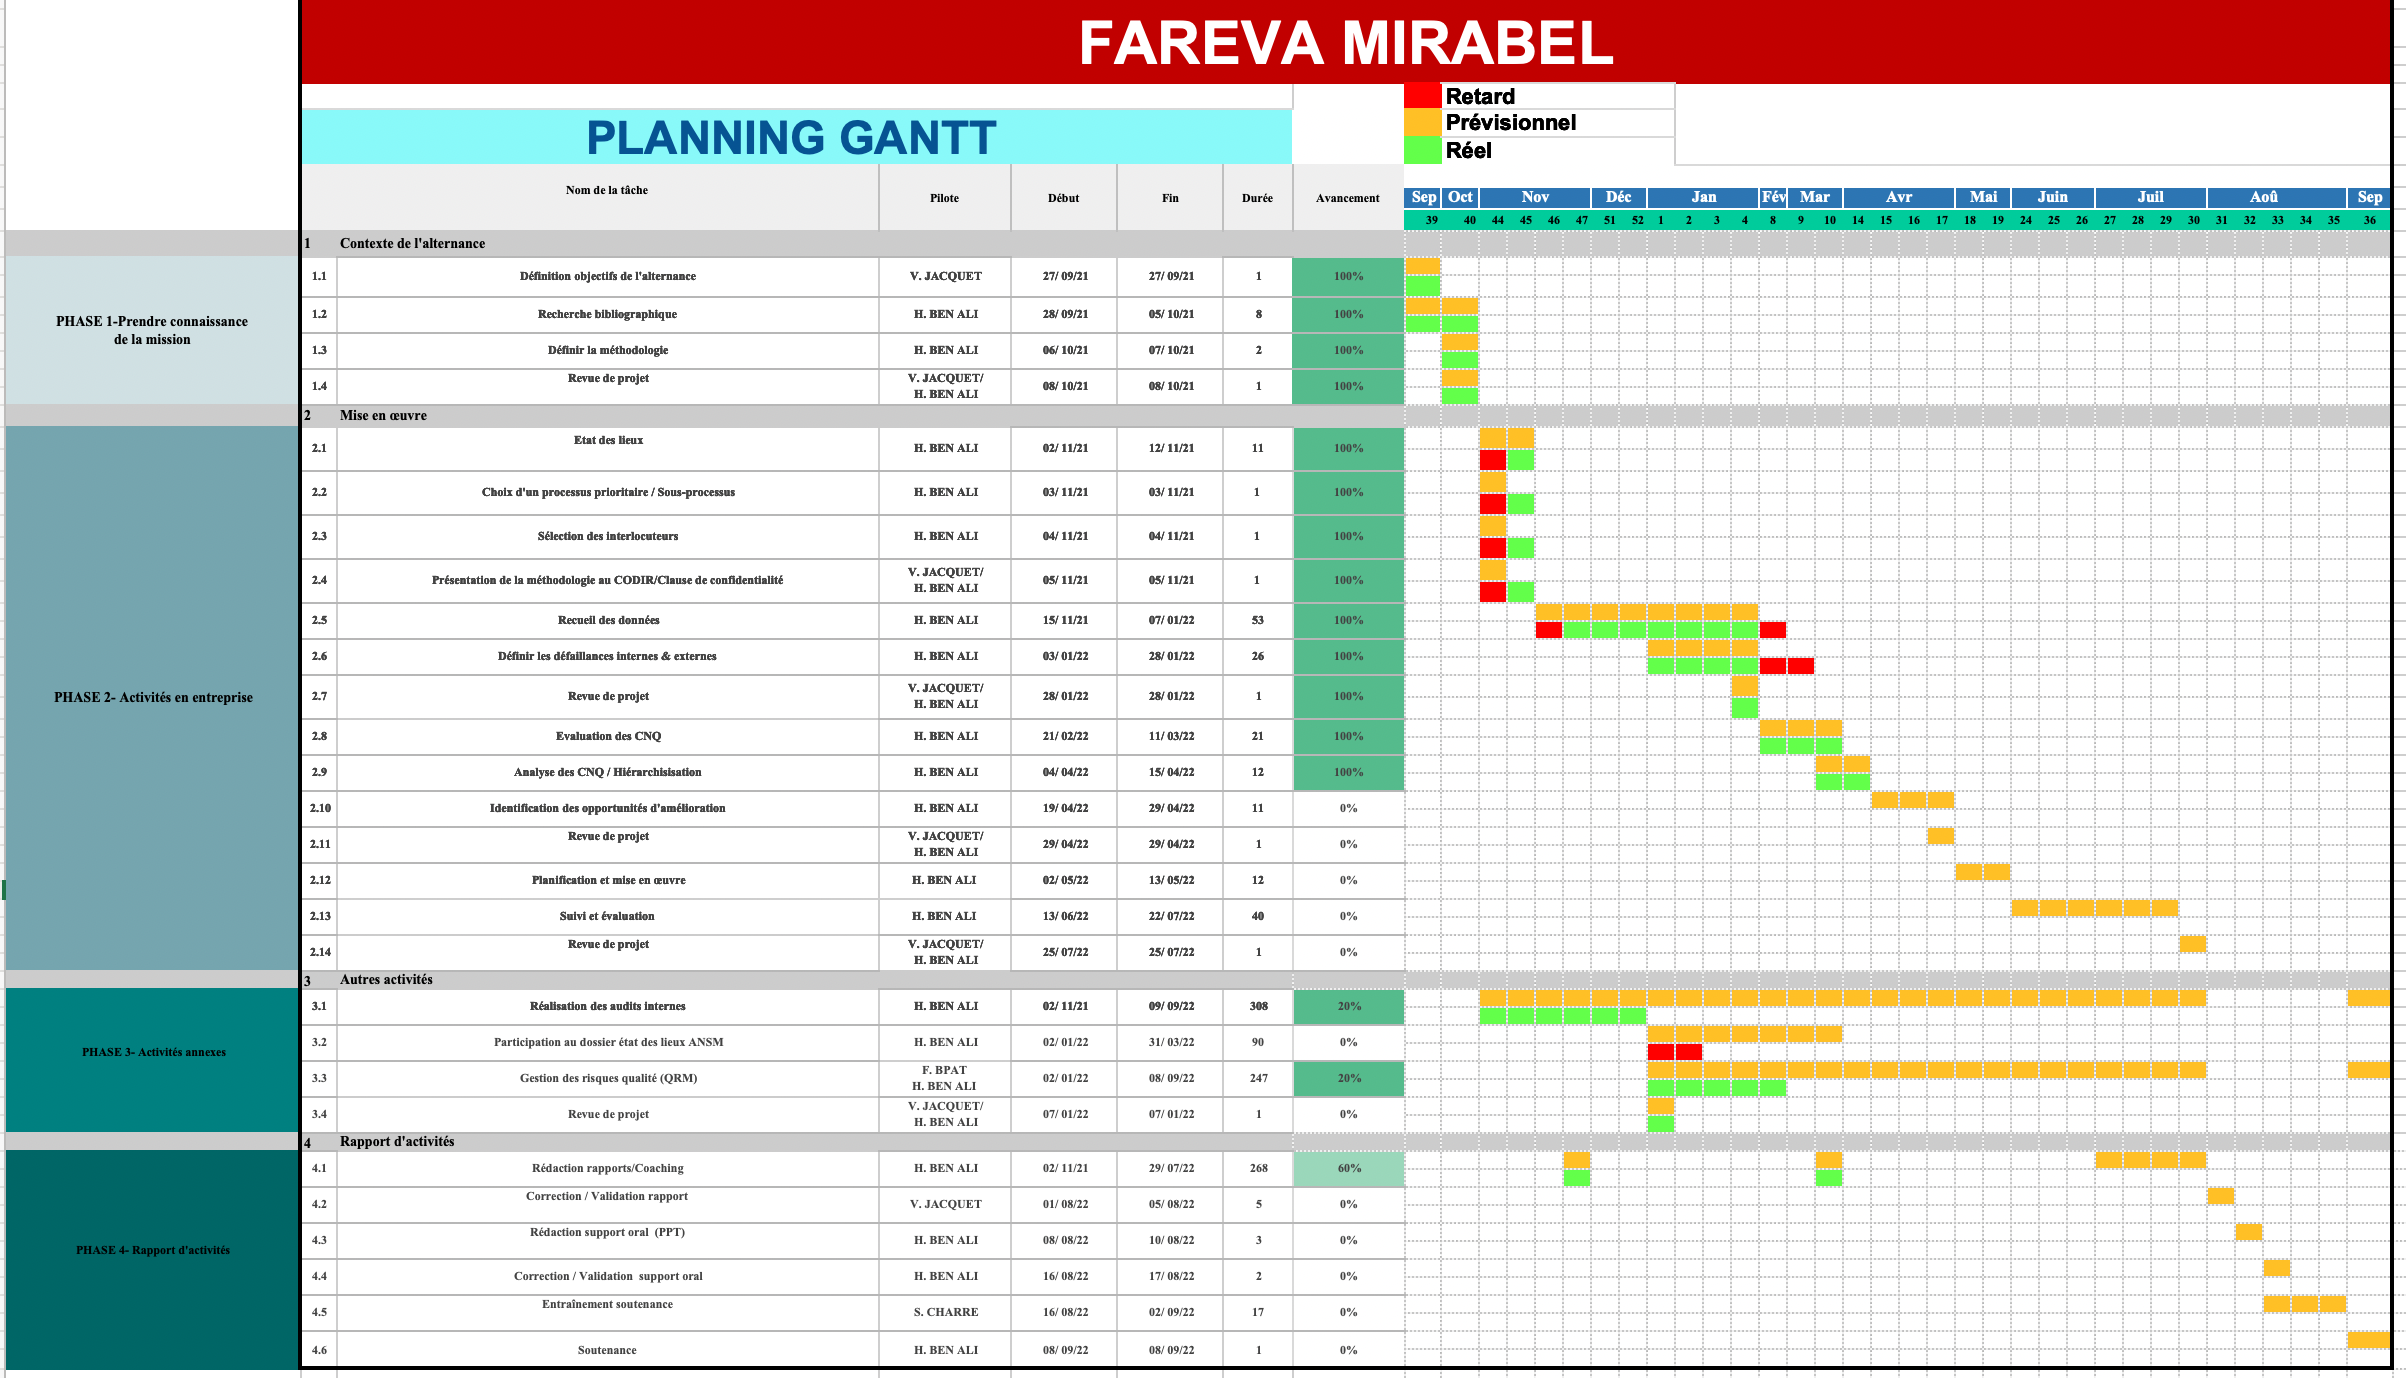 FAREVA MIRABEL
Retard
Prévisionnel
Réel
PLANNING GANTT
Nom de la tâche Pilote Début Fin Durée Avancement
Sep Oct Nov Déc Jan Fév Mar Avr Mai Juin Juil Aoû Sep
39 40 44 45 46 47 51 52 1 2 3 4 8 9 10 14 15 16 17 18 19 24 25 26 27 28 29 30 31 32 33 34 35 36
1 Contexte de l'alternance
PHASE 1-Prendre connaissance
de la mission
1.1 Définition objectifs de l'alternance V. JACQUET 27/ 09/21 27/ 09/21 1 100%
1.2 Recherche bibliographique H. BEN ALI 28/ 09/21 05/ 10/21 8 100%
1.3 Définir la méthodologie H. BEN ALI 06/ 10/21 07/ 10/21 2 100%
1.4 Revue de projet V. JACQUET/
H. BEN ALI 08/ 10/21 08/ 10/21 1 100%
2 Mise en œuvre
PHASE 2- Activités en entreprise
2.1 Etat des lieux H. BEN ALI 02/ 11/21 12/ 11/21 11 100%
2.2 Choix d'un processus prioritaire / Sous-processus H. BEN ALI 03/ 11/21 03/ 11/21 1 100%
2.3 Sélection des interlocuteurs H. BEN ALI 04/ 11/21 04/ 11/21 1 100%
2.4 Présentation de la méthodologie au CODIR/Clause de confidentialité V. JACQUET/
H. BEN ALI 05/ 11/21 05/ 11/21 1 100%
2.5 Recueil des données H. BEN ALI 15/ 11/21 07/ 01/22 53 100%
2.6 Définir les défaillances internes & externes H. BEN ALI 03/ 01/22 28/ 01/22 26 100%
2.7 Revue de projet V. JACQUET/
H. BEN ALI 28/ 01/22 28/ 01/22 1 100%
2.8 Evaluation des CNQ H. BEN ALI 21/ 02/22 11/ 03/22 21 100%
2.9 Analyse des CNQ / Hiérarchisisation H. BEN ALI 04/ 04/22 15/ 04/22 12 100%
2.10 Identification des opportunités d'amélioration H. BEN ALI 19/ 04/22 29/ 04/22 11 0%
2.11 Revue de projet V. JACQUET/
H. BEN ALI 29/ 04/22 29/ 04/22 1 0%
2.12 Planification et mise en œuvre H. BEN ALI 02/ 05/22 13/ 05/22 12 0%
2.13 Suivi et évaluation H. BEN ALI 13/ 06/22 22/ 07/22 40 0%
2.14 Revue de projet V. JACQUET/
H. BEN ALI 25/ 07/22 25/ 07/22 1 0%
3 Autres activités
PHASE 3- Activités annexes
3.1 Réalisation des audits internes H. BEN ALI 02/ 11/21 09/ 09/22 308 20%
3.2 Participation au dossier état des lieux ANSM H. BEN ALI 02/ 01/22 31/ 03/22 90 0%
3.3 Gestion des risques qualité (QRM) F. BPAT
H. BEN ALI 02/ 01/22 08/ 09/22 247 20%
3.4 Revue de projet V. JACQUET/
H. BEN ALI 07/ 01/22 07/ 01/22 1 0%
4 Rapport d'activités
PHASE 4- Rapport d'activités
4.1 Rédaction rapports/Coaching H. BEN ALI 02/ 11/21 29/ 07/22 268 60%
4.2 Correction / Validation rapport V. JACQUET 01/ 08/22 05/ 08/22 5 0%
4.3 Rédaction support oral (PPT) H. BEN ALI 08/ 08/22 10/ 08/22 3 0%
4.4 Correction / Validation support oral H. BEN ALI 16/ 08/22 17/ 08/22 2 0%
4.5 Entraînement soutenance S. CHARRE 16/ 08/22 02/ 09/22 17 0%
4.6 Soutenance H. BEN ALI 08/ 09/22 08/ 09/22 1 0%